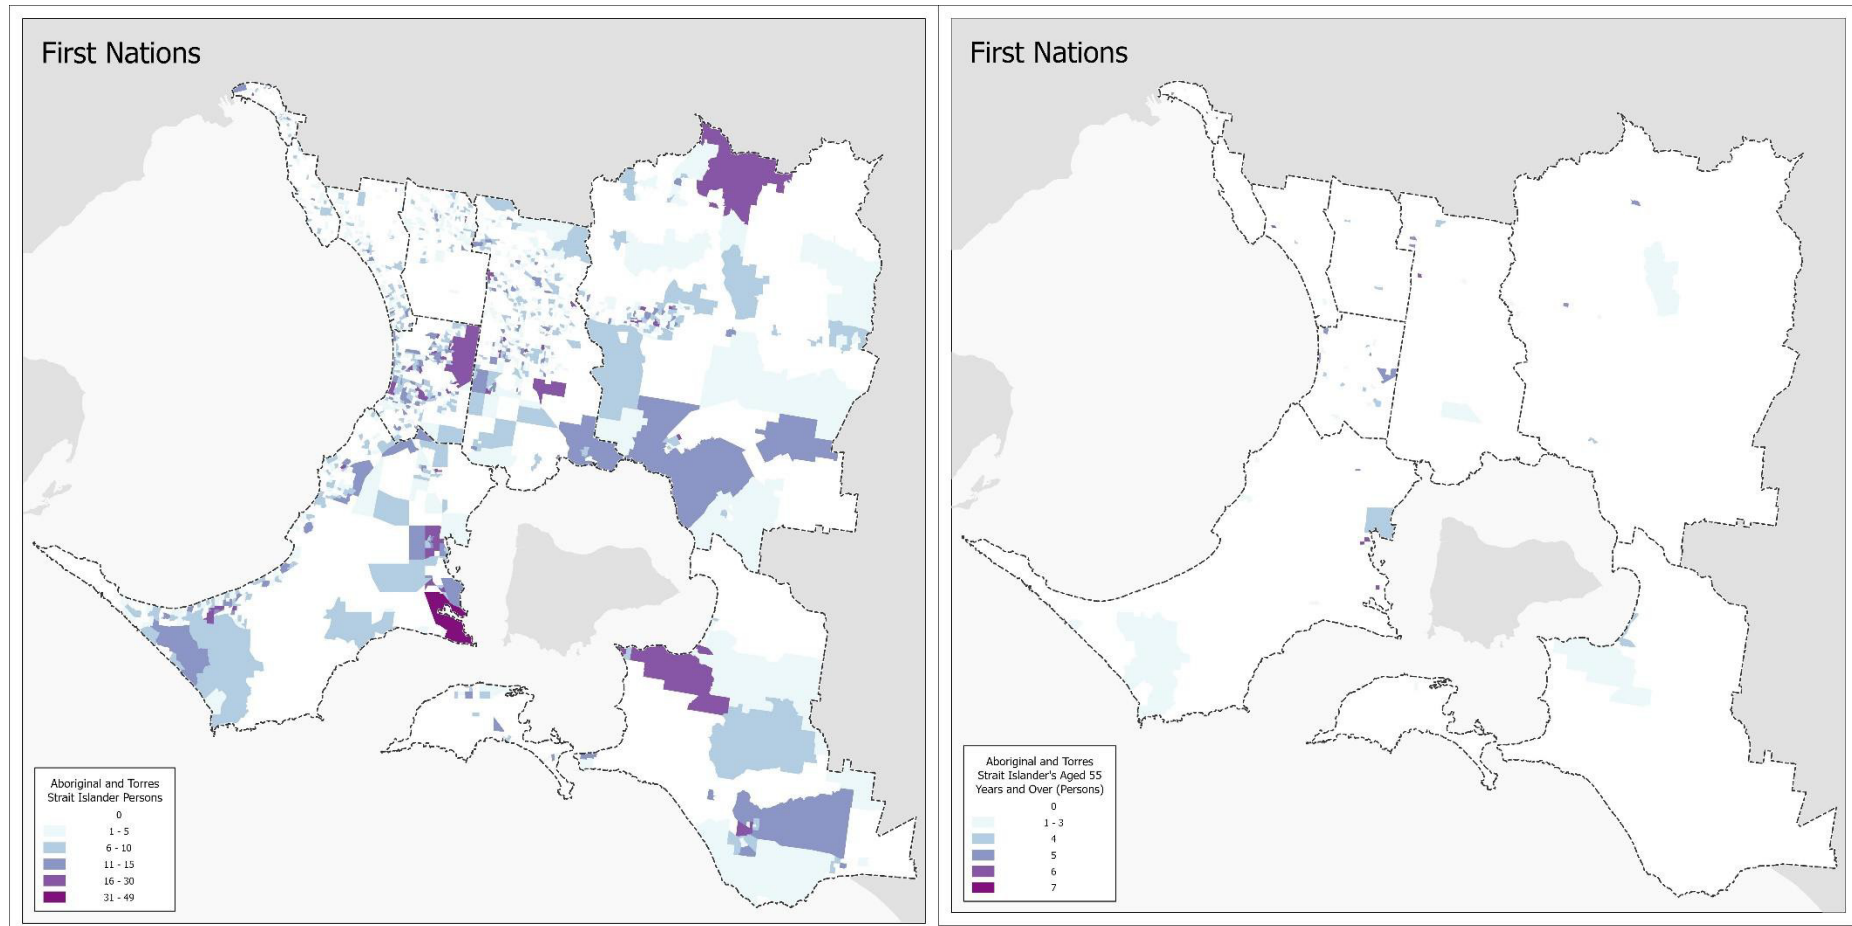 First Nations
Aboriginal and Torres
Strait Islander Persons
0
1 - 5
6 - 10
11 - 15
16 - 30
31 - 49
First Nations
Aboriginal and Torres
Strait Islander's Aged 55
Years and Over (Persons)
0
1 - 3
4
5
6
7